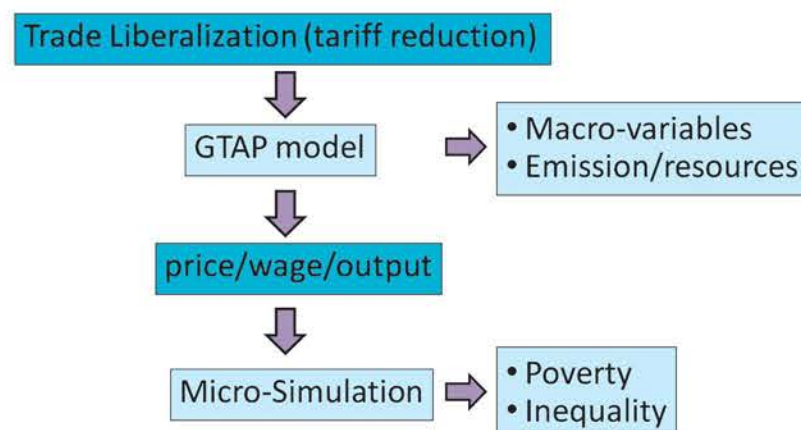 Trade Liberalization (tariff reduction)
GTAP model
• Macro-variables
• Emission/resources
price/wage/output
Micro-Simulation
• Poverty
• Inequality